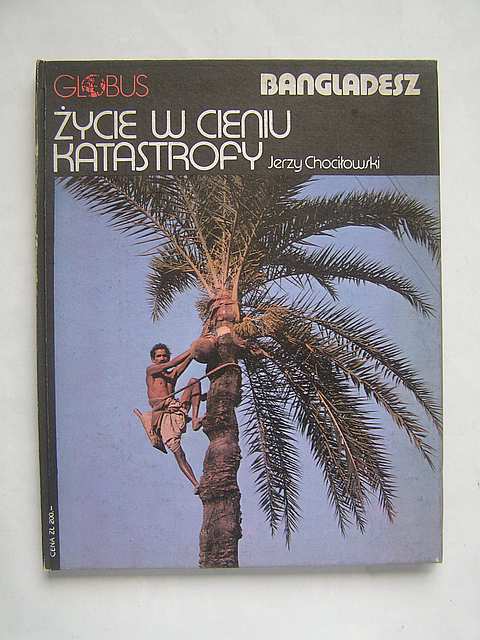 GLOBUS
BANGLADESZ
ŻYCIE W CIENIU
KATASTROFY Jerzy Chociłowski
CENA ZŁ 200,–